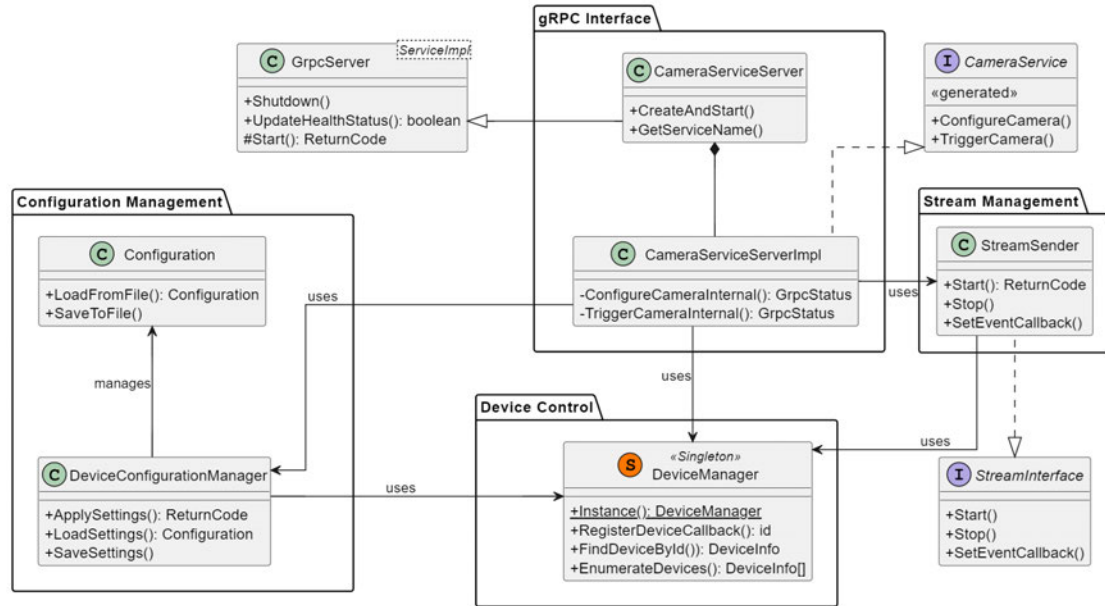 gRPC Interface
C GrpcServer
ServiceImpl
+Shutdown()
+UpdateHealthStatus(): boolean
#Start(): ReturnCode
C CameraServiceServer
+CreateAndStart()
+GetServiceName()
I CameraService
«generated»
+ConfigureCamera()
+TriggerCamera()
Configuration Management
C Configuration
+LoadFromFile(): Configuration
+SaveToFile()
uses
C CameraServiceServerImpl
-ConfigureCameraInternal(): GrpcStatus
-TriggerCameraInternal(): GrpcStatus
uses
Stream Management
C StreamSender
+Start(): ReturnCode
+Stop()
+SetEventCallback()
manages
uses
Device Control
uses
C DeviceConfigurationManager
+ApplySettings(): ReturnCode
+LoadSettings(): Configuration
+SaveSettings()
uses
S «Singleton»
DeviceManager
+Instance(): DeviceManager
+RegisterDeviceCallback(): id
+FindDeviceById()): DeviceInfo
+EnumerateDevices(): DeviceInfo[]
I StreamInterface
+Start()
+Stop()
+SetEventCallback()